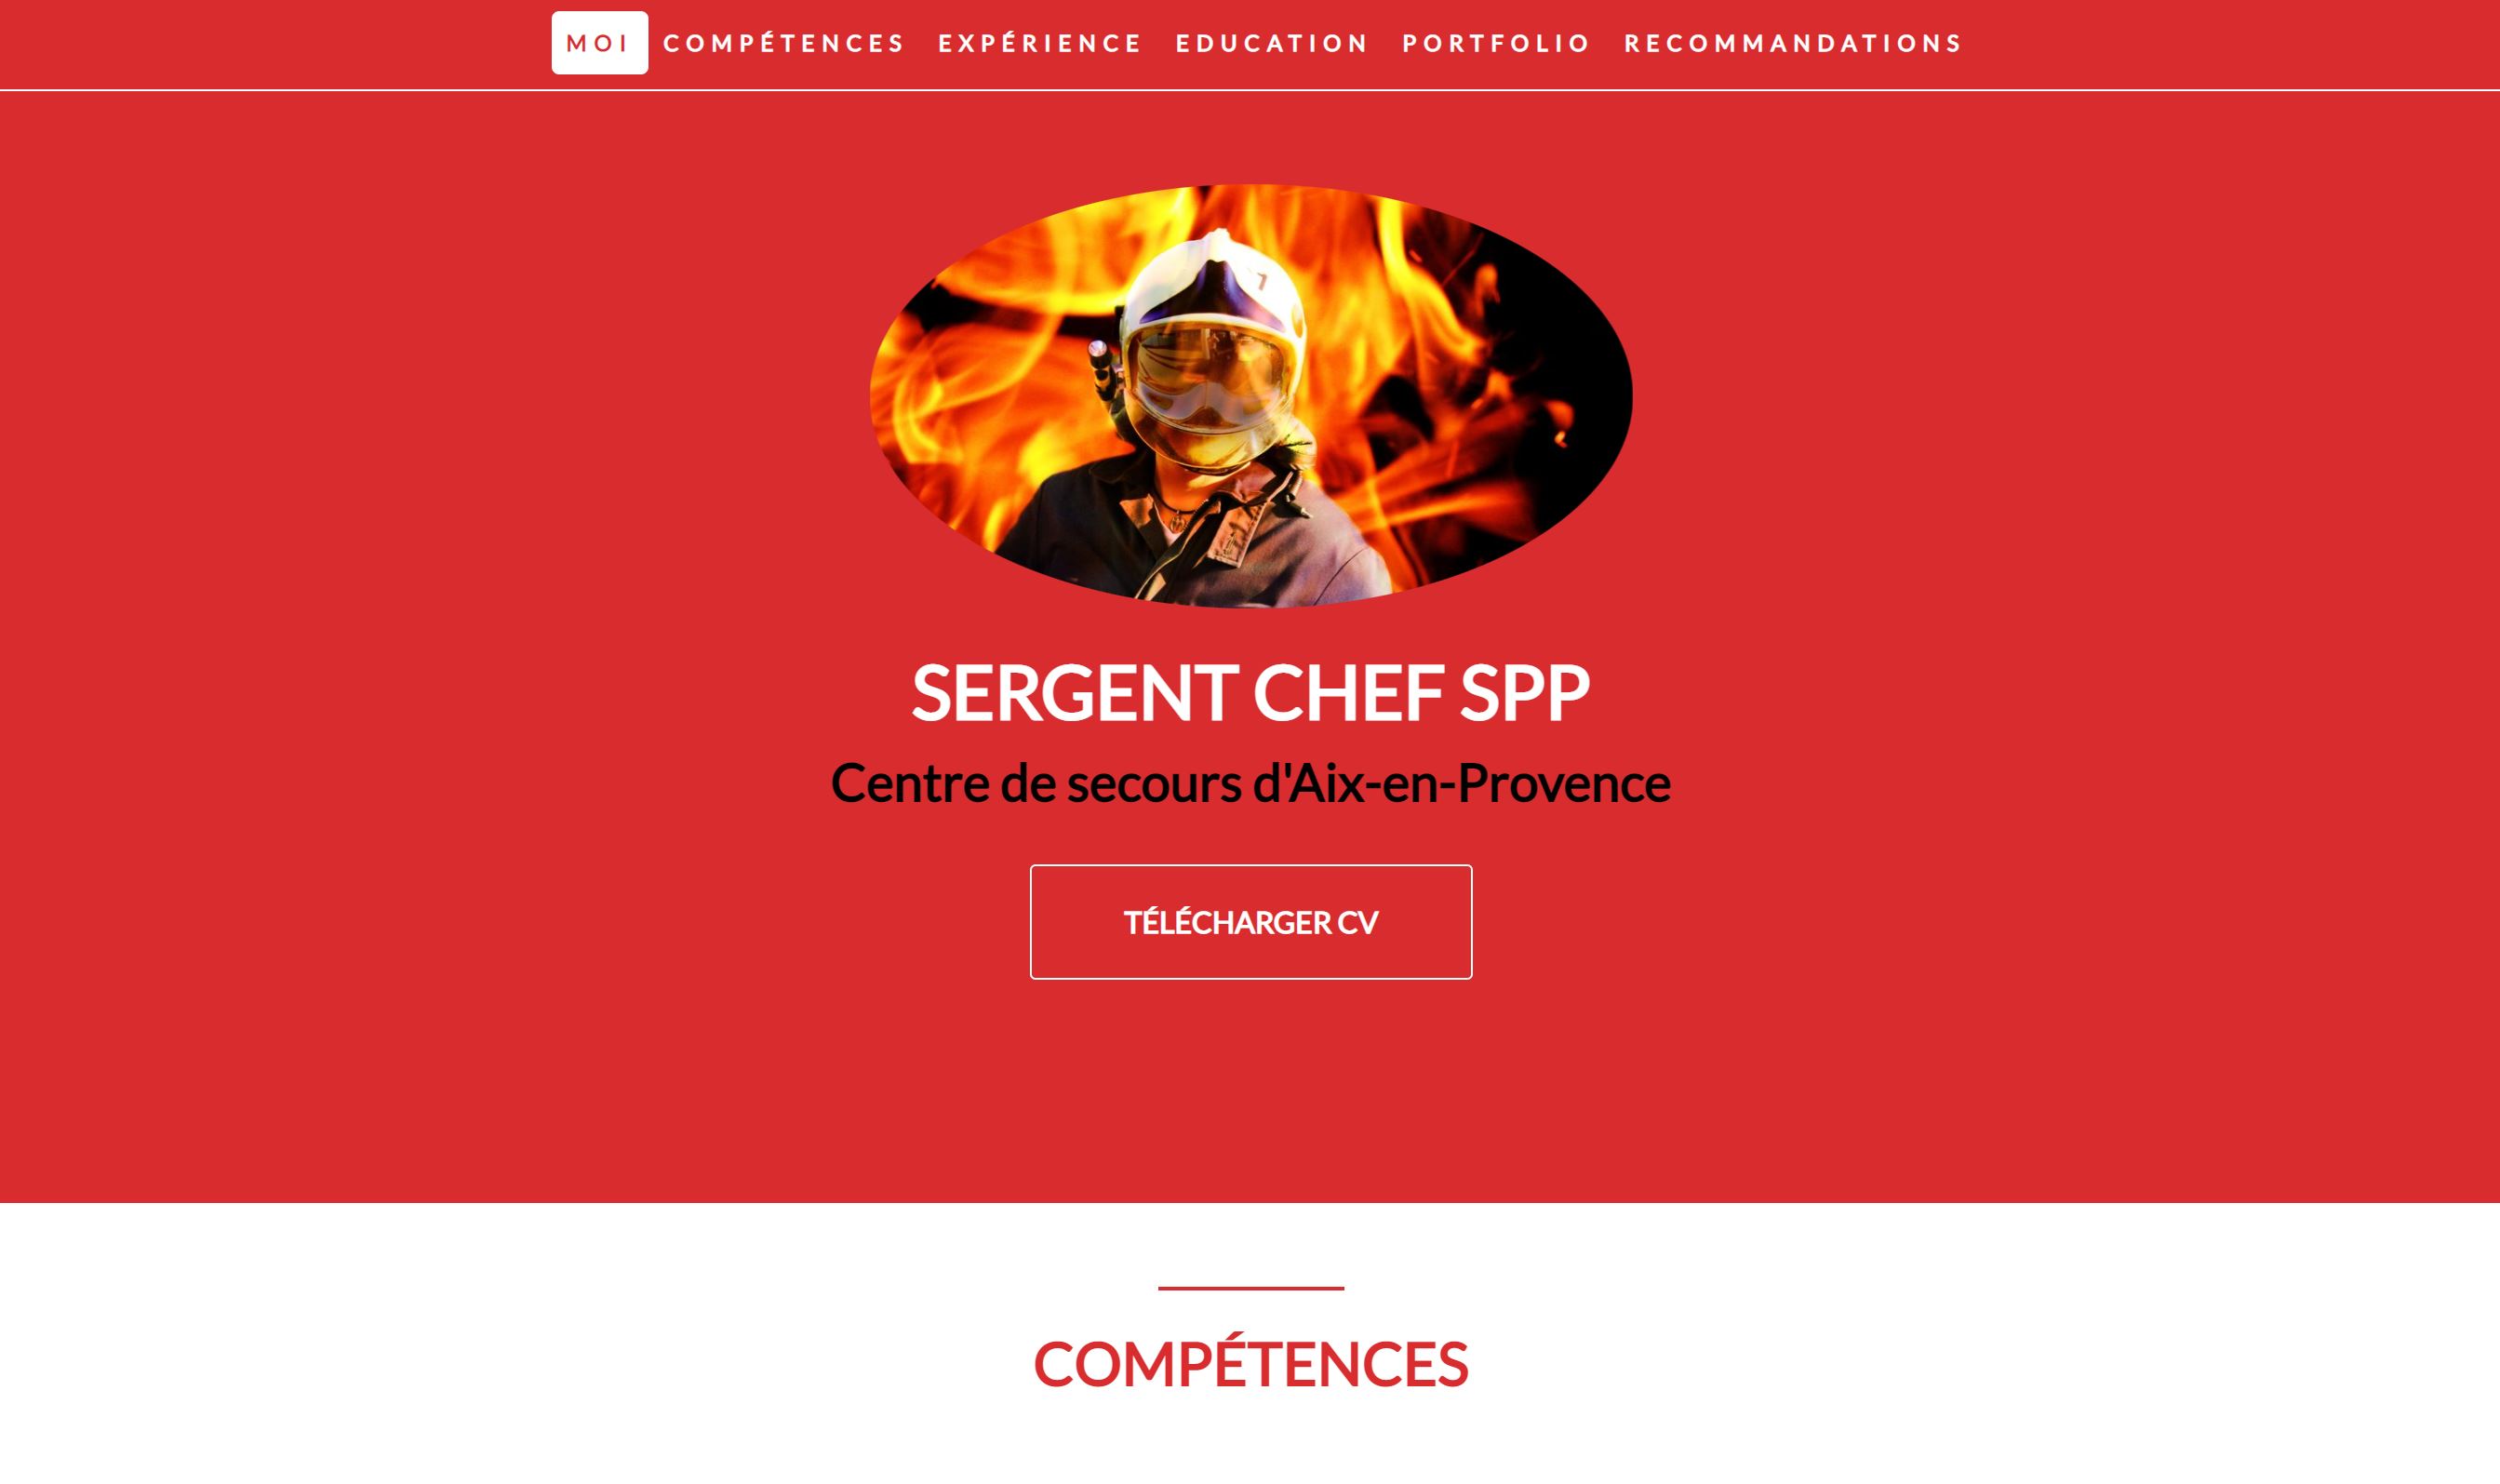 MOI COMPÉTENCES EXPÉRIENCE EDUCATION PORTFOLIO RECOMMANDATIONS
SERGENT CHEF SPP
Centre de secours d'Aix-en-Provence
TÉLÉCHARGER CV
COMPÉTENCES